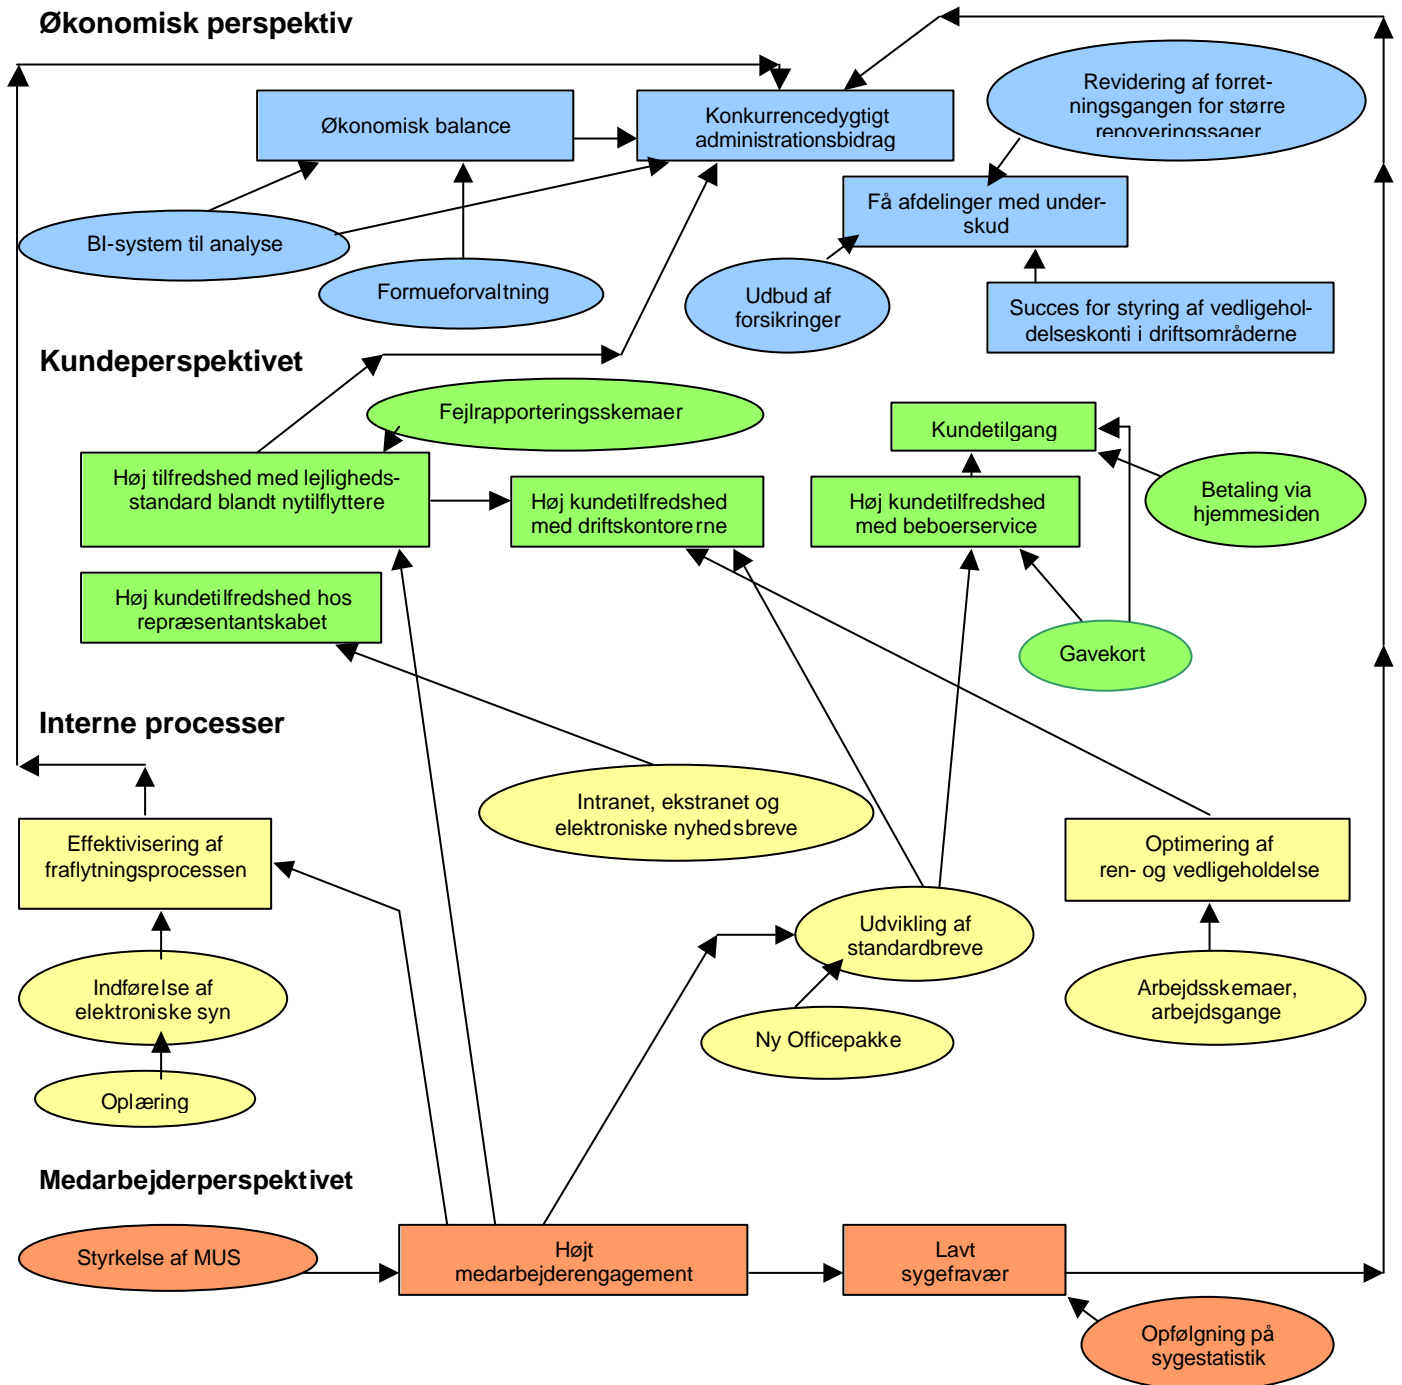 Økonomisk perspektiv
Revidering af forret-
ningsgangen for større
renoveringssager
Økonomisk balance
Konkurrencedygtigt
administrationsbidrag
Få afdelinger med under-
skud
BI-system til analyse
Formueforvaltning
Udbud af
forsikringer
Succes for styring af vedligehol-
delseskonti i driftsområderne
Kundeperspektivet
Fejlrapporteringsskemaer
Kundetilgang
Høj tilfredshed med lejligheds-
standard blandt nytilflyttere
Høj kundetilfredshed
med driftskontorerne
Høj kundetilfredshed
med beboerservice
Betaling via
hjemmesiden
Høj kundetilfredshed hos
repræsentantskabet
Gavekort
Interne processer
Intranet, ekstranet og
elektroniske nyhedsbreve
Effektivisering af
fraflytningsprocessen
Optimering af
ren- og vedligeholdelse
Udvikling af
standardbreve
Indførelse af
elektroniske syn
Arbejdsskemaer,
arbejdsgange
Ny Officepakke
Oplæring
Medarbejderperspektivet
Styrkelse af MUS
Højt
medarbejderengagement
Lavt
sygefravær
Opfølgning på
sygestatistik